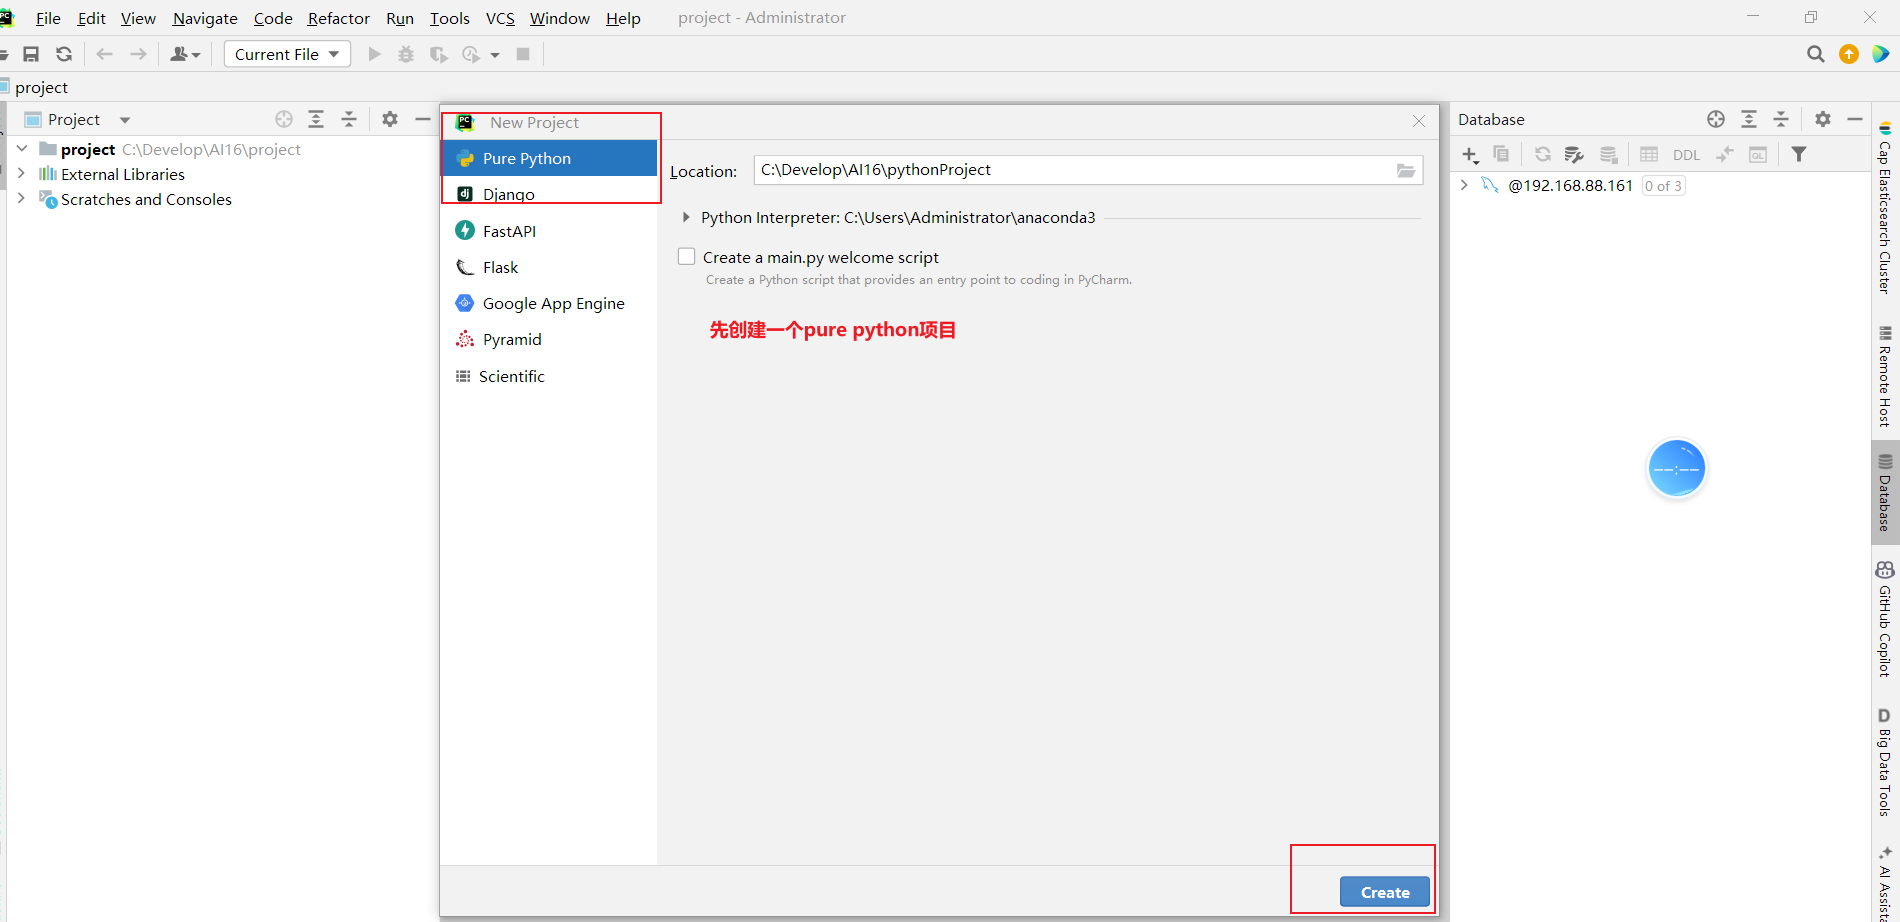 File Edit View Navigate Code Refactor Run Tools VCS Window Help project - Administrator
Current File
project
Project
project C:\Develop\AI16\project
External Libraries
Scratches and Consoles
New Project
Pure Python
Django
FastAPI
Flask
Google App Engine
Pyramid
Scientific
Location: C:\Develop\AI16\pythonProject
Python Interpreter: C:\Users\Administrator\anaconda3
Create a main.py welcome script
Create a Python script that provides an entry point to coding in PyCharm.
先创建一个pure python项目
Create
Database
DDL
QL
@192.168.88.161 0 of 3
--:--
Cap Elasticsearch Cluster
Remote Host
Database
GitHub Copilot
D Big Data Tools
AI Assista